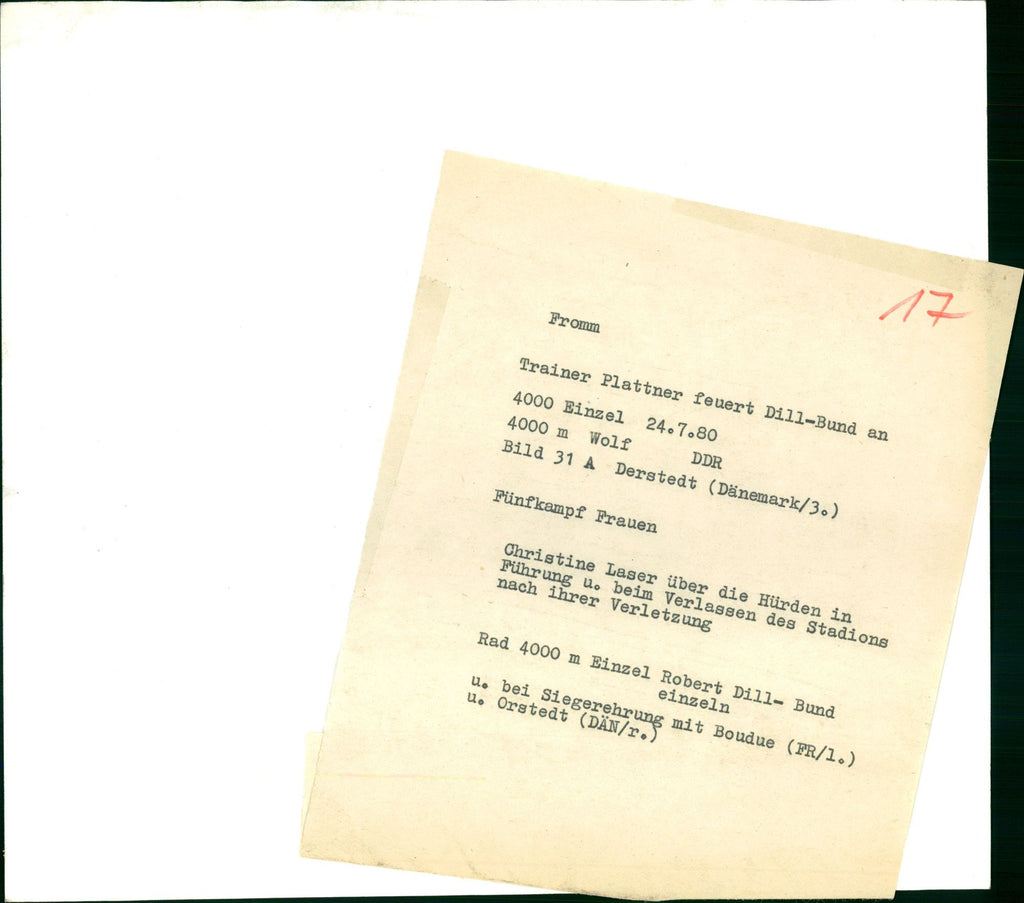 17
Fromm
Trainer Plattner feuert Dill-Bund an
4000 Einzel 24.7.80
4000 m Wolf DDR
Bild 31 A Derstedt (Dänemark/3.)
Fünfkampf Frauen
Christine Laser über die Hürden in
Führung u. beim Verlassen des Stadions
nach ihrer Verletzung
Rad 4000 m Einzel Robert Dill- Bund
einzeln
u. bei Siegerehrung mit Boudue (FR/l.)
u. Orstedt (DÄN/r.)